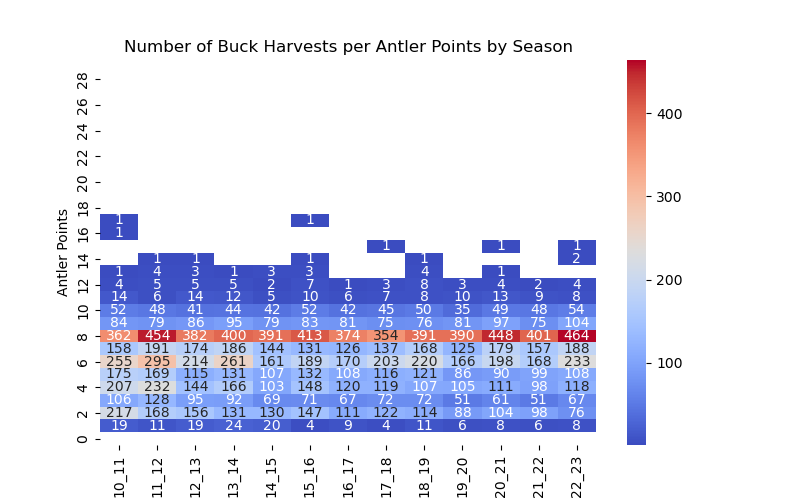 Number of Buck Harvests per Antler Points by Season
Antler Points
28
26
24
22
20
18
1 1
16 1
1 1 1
14 1 1 1 1 2
1 4 3 1 3 3 4 1
12 4 5 5 5 2 7 1 3 8 3 4 2 4
14 6 14 12 5 10 6 7 8 10 13 9 8
10 52 48 41 44 42 52 42 45 50 35 49 48 54
84 79 86 95 79 83 81 75 76 81 97 75 104
8 362 454 382 400 391 413 374 354 391 390 448 401 464
158 191 174 186 144 131 126 137 168 125 179 157 188
6 255 295 214 261 161 189 170 203 220 166 198 168 233
175 169 115 131 107 132 108 116 121 86 90 99 108
4 207 232 144 166 103 148 120 119 107 105 111 98 118
106 128 95 92 69 71 67 72 72 51 61 51 67
2 217 168 156 131 130 147 111 122 114 88 104 98 76
19 11 19 24 20 4 9 4 11 6 8 6 8
0
10_11 11_12 12_13 13_14 14_15 15_16 16_17 17_18 18_19 19_20 20_21 21_22 22_23
400
300
200
100